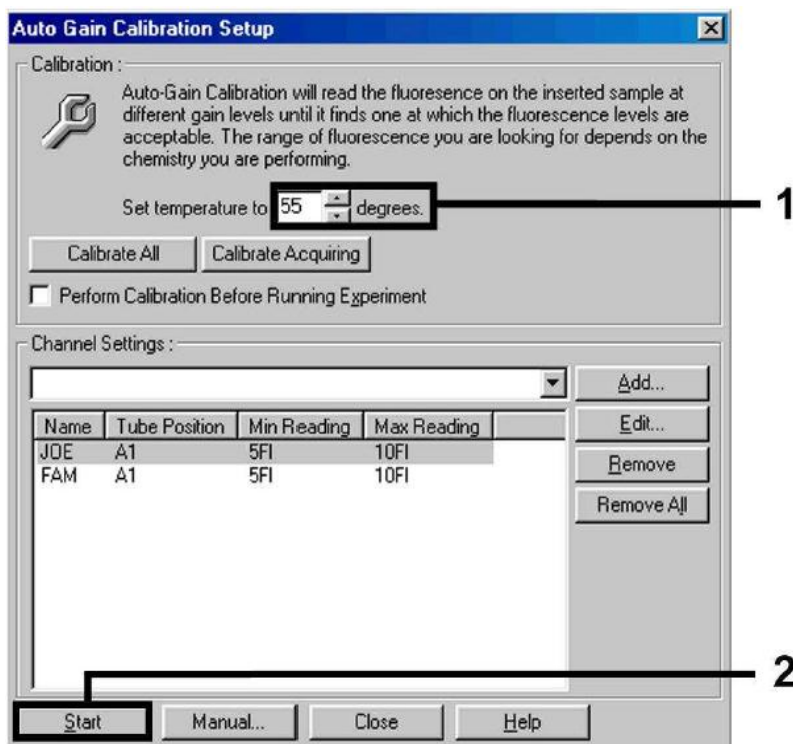 Auto Gain Calibration Setup
Calibration :
Auto-Gain Calibration will read the fluoresence on the inserted sample at
different gain levels until it finds one at which the fluorescence levels are
acceptable. The range of fluorescence you are looking for depends on the
chemistry you are performing.
Set temperature to 55 degrees.
1
Calibrate All Calibrate Acquiring
Perform Calibration Before Running Experiment
Channel Settings :
Add...
Name Tube Position Min Reading Max Reading Edit...
JOE A1 5Fl 10Fl
FAM A1 5Fl 10Fl
Remove
Remove All
2
Start Manual... Close Help